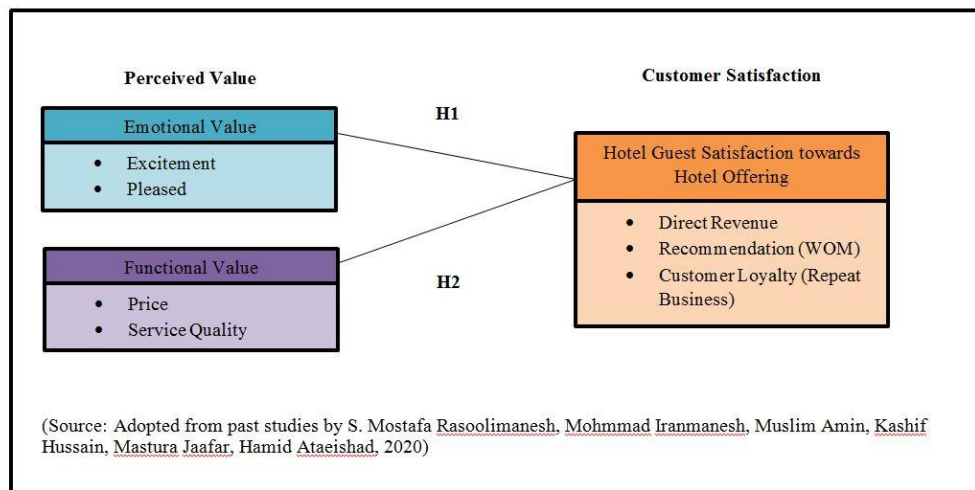 Perceived Value
Emotional Value
• Excitement
• Pleased
Functional Value
• Price
• Service Quality
H1
H2
Customer Satisfaction
Hotel Guest Satisfaction towards
Hotel Offering
• Direct Revenue
• Recommendation (WOM)
• Customer Loyalty (Repeat
Business)
(Source: Adopted from past studies by S. Mostafa Rasoolimanesh, Mohmmad Iranmanesh, Muslim Amin, Kashif
Hussain, Mastura Jaafar, Hamid Ataeishad, 2020)